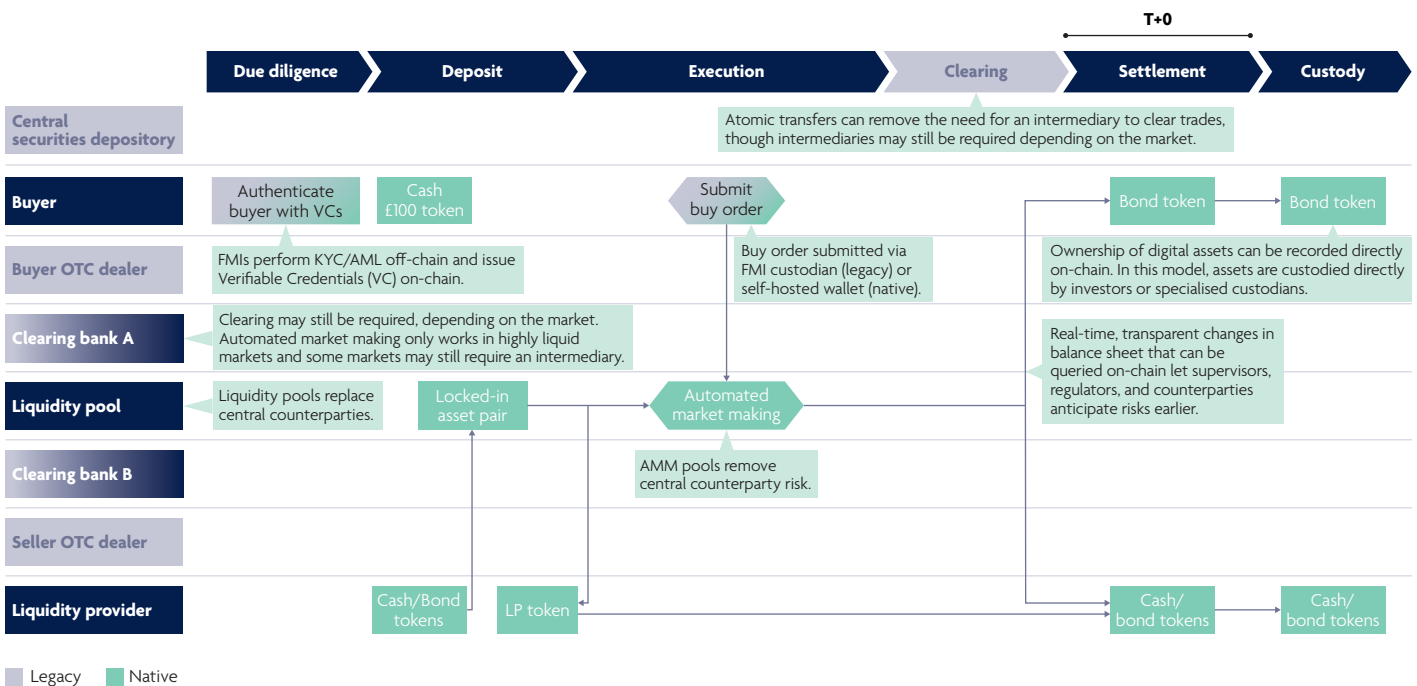 T+0
Due diligence
Deposit
Execution
Clearing
Settlement
Custody
Central
securities depository
Atomic transfers can remove the need for an intermediary to clear trades,
though intermediaries may still be required depending on the market.
Buyer
Authenticate
buyer with VCs
Cash
£100 token
Submit
buy order
Bond token
Bond token
Buyer OTC dealer
FMIs perform KYC/AML off-chain and issue
Verifiable Credentials (VC) on-chain.
Buy order submitted via
FMI custodian (legacy) or
self-hosted wallet (native).
Ownership of digital assets can be recorded directly
on-chain. In this model, assets are custodied directly
by investors or specialised custodians.
Clearing bank A
Clearing may still be required, depending on the market.
Automated market making only works in highly liquid
markets and some markets may still require an intermediary.
Real-time, transparent changes in
balance sheet that can be
queried on-chain let supervisors,
regulators, and counterparties
anticipate risks earlier.
Liquidity pool
Liquidity pools replace
central counterparties.
Locked-in
asset pair
Automated
market making
Clearing bank B
AMM pools remove
central counterparty risk.
Seller OTC dealer
Liquidity provider
Cash/Bond
tokens
LP token
Cash/
bond tokens
Cash/
bond tokens
Legacy
Native